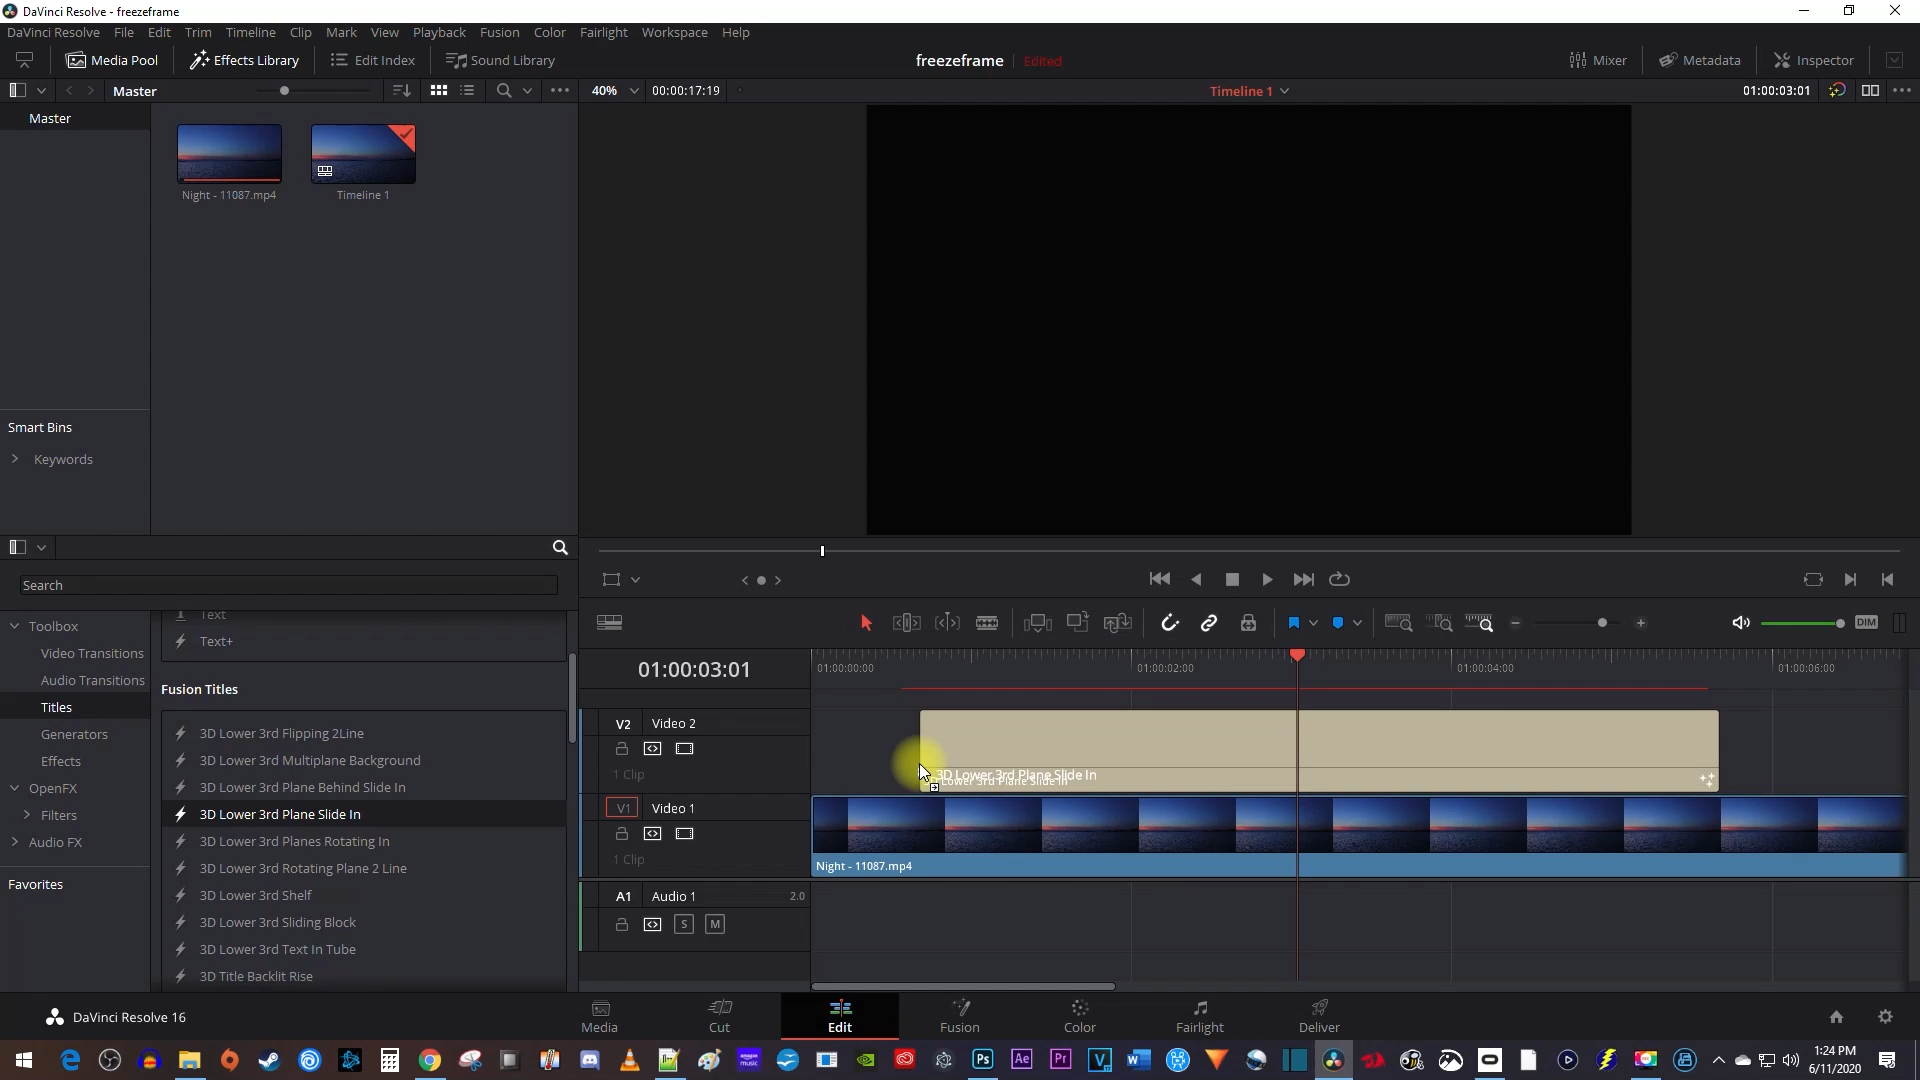 DaVinci Resolve - freezeframe
DaVinci Resolve File Edit Trim Timeline Clip Mark View Playback Fusion Color Fairlight Workspace Help
Media Pool Effects Library Edit Index Sound Library freezeframe Edited Mixer Metadata Inspector
Master 40% 00:00:17:19 Timeline 1 01:00:03:01
Master
Night - 11087.mp4 Timeline 1
Smart Bins
Keywords
Search
Toolbox
Video Transitions
Audio Transitions
Titles
Generators
Effects
OpenFX
Filters
Audio FX
Favorites
Text
Text+
Fusion Titles
3D Lower 3rd Flipping 2Line
3D Lower 3rd Multiplane Background
3D Lower 3rd Plane Behind Slide In
3D Lower 3rd Plane Slide In
3D Lower 3rd Planes Rotating In
3D Lower 3rd Rotating Plane 2 Line
3D Lower 3rd Shelf
3D Lower 3rd Sliding Block
3D Lower 3rd Text In Tube
3D Title Backlit Rise
DIM
01:00:03:01 01:00:00:00 01:00:02:00 01:00:04:00 01:00:06:00
V2 Video 2
1 Clip
3D Lower 3rd Plane Slide In
Lower 3rd Plane Slide In
V1 Video 1
1 Clip
Night - 11087.mp4
A1 Audio 1 2.0
S M
DaVinci Resolve 16
Media Cut Edit Fusion Color Fairlight Deliver
Ps Ae Pr V W
1:24 PM
6/11/2020